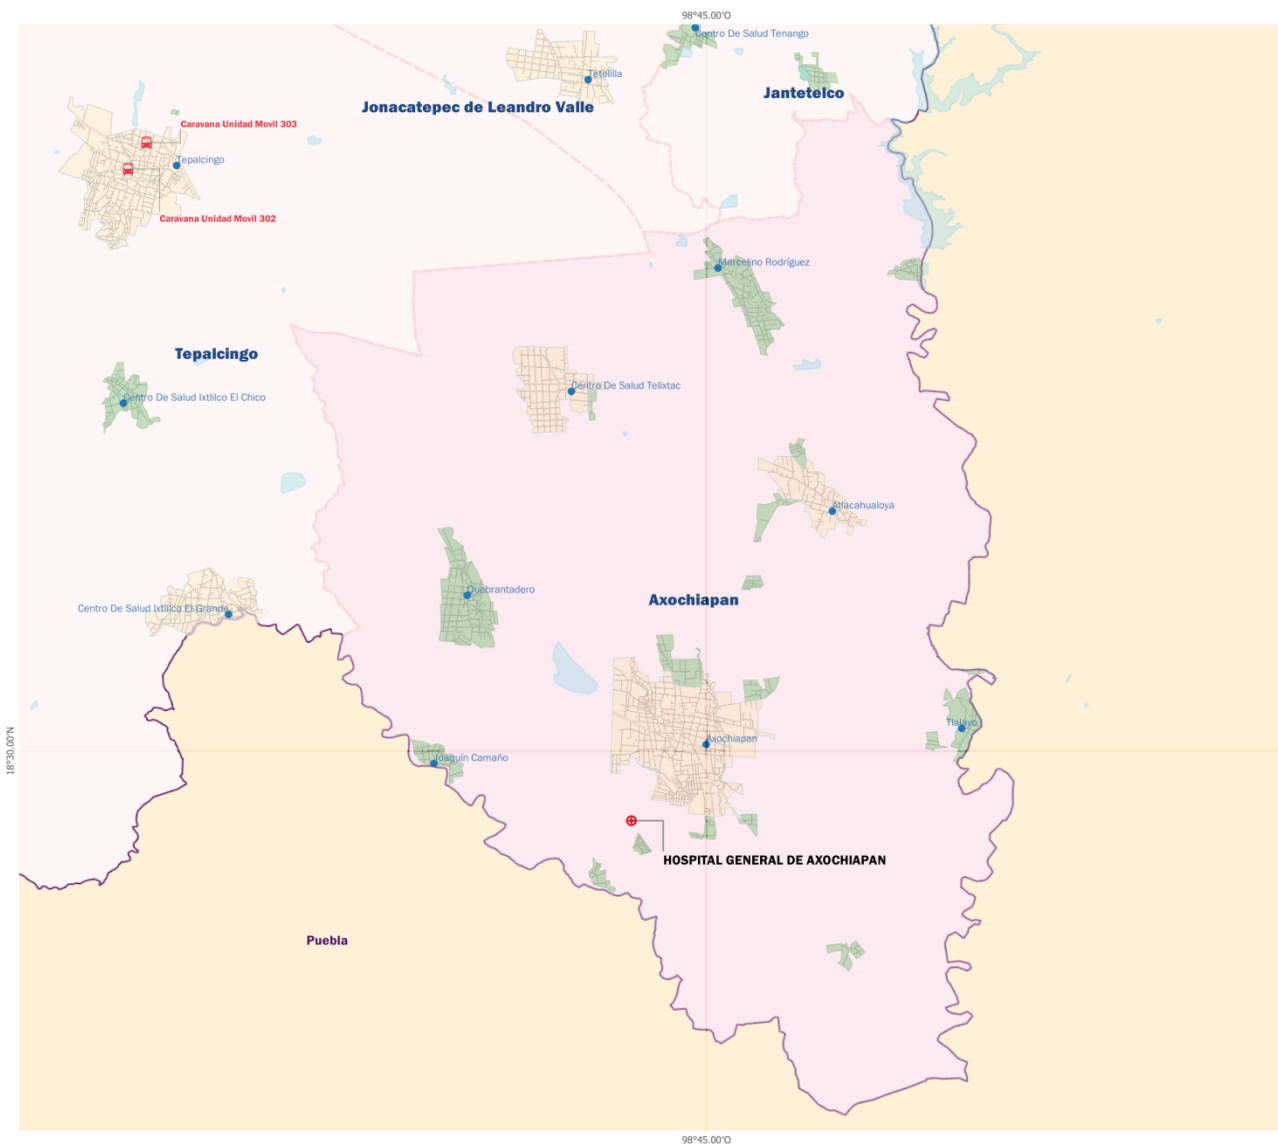 98°45.00'O
Centro De Salud Tenango
Tetelilla
Jantetelco
Jonacatepec de Leandro Valle
Caravana Unidad Movil 303
Tepalcingo
Caravana Unidad Movil 302
Marcelino Rodríguez
Tepalcingo
Centro De Salud Telixtac
Centro De Salud Ixtlilco El Chico
Atlacahualoya
Quebrantadero
Axochiapan
Centro De Salud Ixtlilco El Grande
Tlalayo
Axochiapan
18°30.00'N
Joaquín Camaño
HOSPITAL GENERAL DE AXOCHIAPAN
Puebla
98°45.00'O